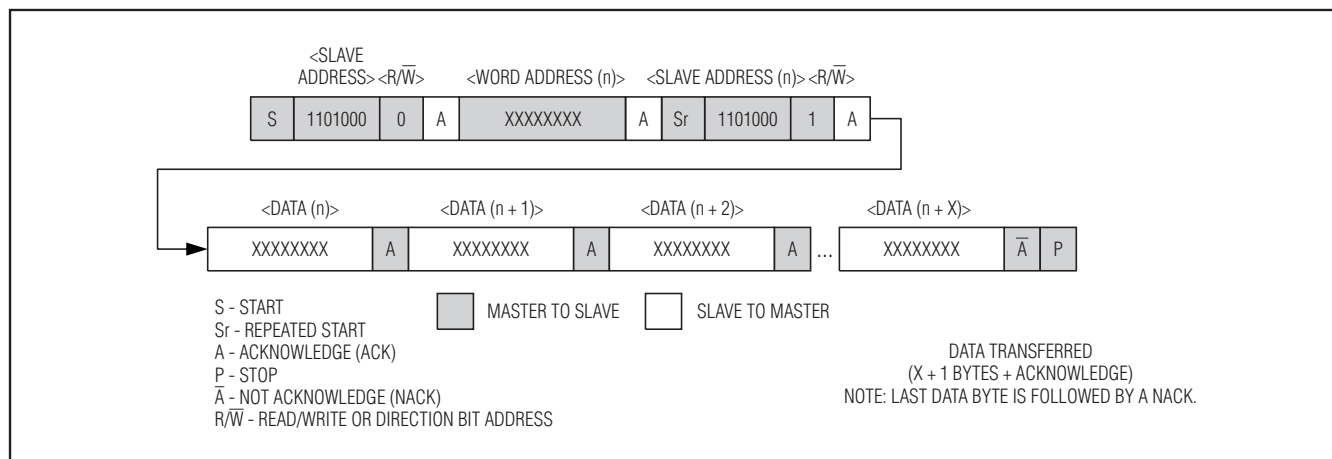 <SLAVE
ADDRESS> <R/W̅> <WORD ADDRESS (n)> <SLAVE ADDRESS (n)> <R/W̅>
S 1101000 0 A XXXXXXXX A Sr 1101000 1 A
<DATA (n)> <DATA (n + 1)> <DATA (n + 2)> <DATA (n + X)>
XXXXXXXX A XXXXXXXX A XXXXXXXX A ... XXXXXXXX A̅ P
S - START
Sr - REPEATED START
A - ACKNOWLEDGE (ACK)
P - STOP
A̅ - NOT ACKNOWLEDGE (NACK)
R/W̅ - READ/WRITE OR DIRECTION BIT ADDRESS
MASTER TO SLAVE SLAVE TO MASTER
DATA TRANSFERRED
(X + 1 BYTES + ACKNOWLEDGE)
NOTE: LAST DATA BYTE IS FOLLOWED BY A NACK.